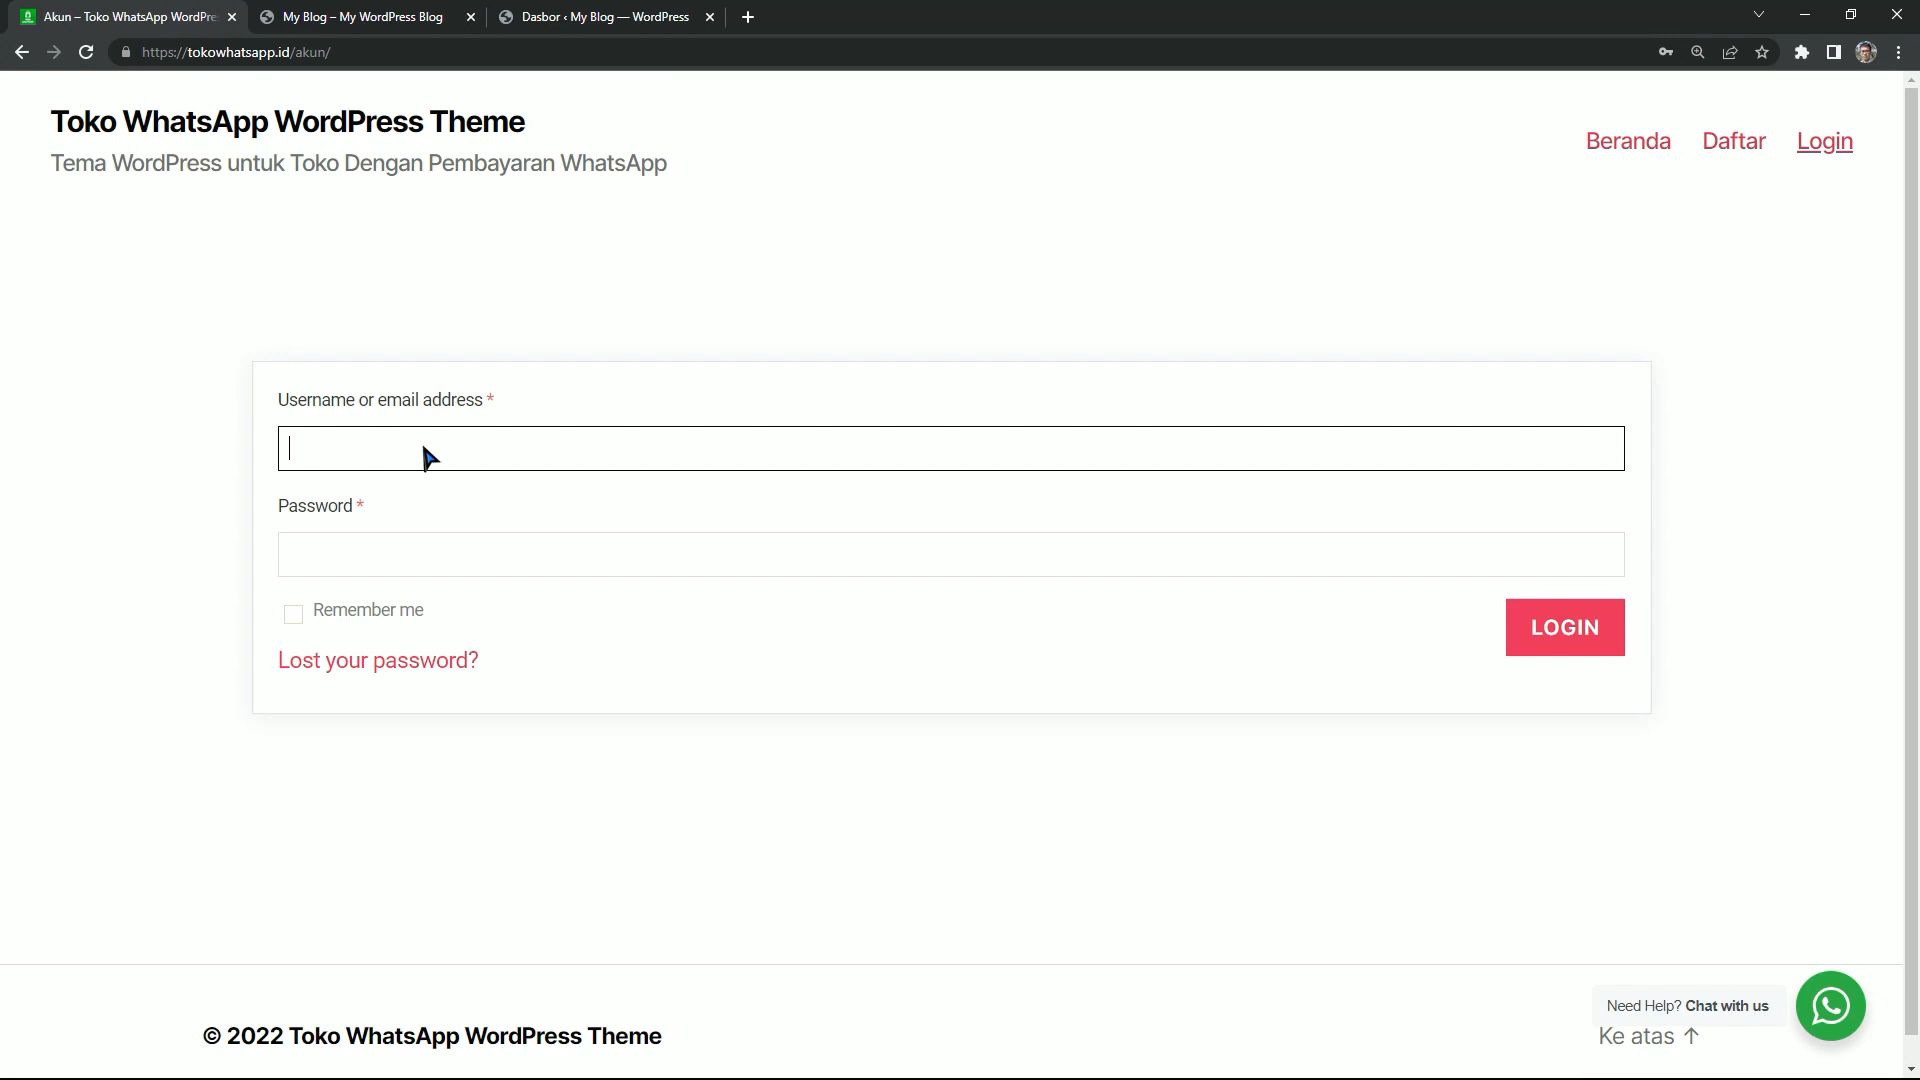 Akun – Toko WhatsApp WordPre
My Blog – My WordPress Blog
Dasbor ‹ My Blog — WordPress
https://tokowhatsapp.id/akun/
Toko WhatsApp WordPress Theme
Tema WordPress untuk Toko Dengan Pembayaran WhatsApp
Beranda
Daftar
Login
Username or email address *
Password *
Remember me
LOGIN
Lost your password?
Need Help? Chat with us
© 2022 Toko WhatsApp WordPress Theme
Ke atas ↑